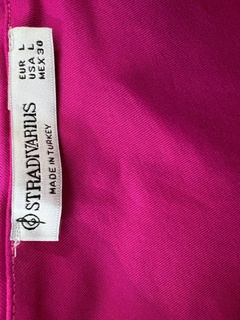 STRADIVARIUS
MADE IN TURKEY
EUR L
USA L
MEX 30